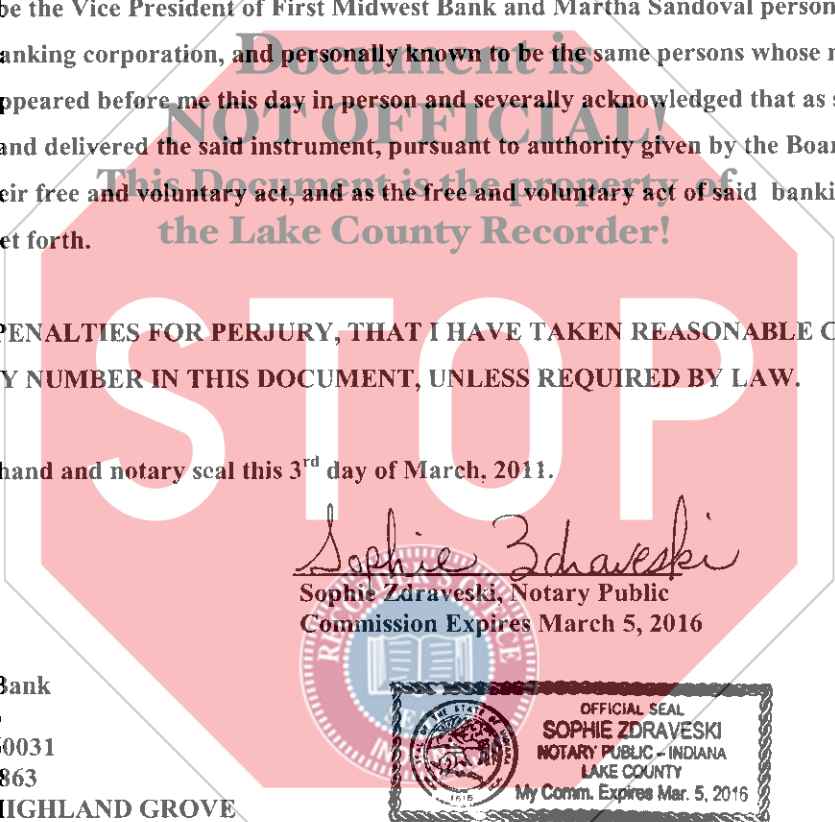 be the Vice President of First Midwest Bank and Martha Sandoval person
anking corporation, and personally known to be the same persons whose
Document is
ppeared before me this day in person and severally acknowledged that as
NOT OFFICIAL!
and delivered the said instrument, pursuant to authority given by the Boar
This Document is the property of
eir free and voluntary act, and as the free and voluntary act of said banki
the Lake County Recorder!
et forth.
STOP
PENALTIES FOR PERJURY, THAT I HAVE TAKEN REASONABLE C
Y NUMBER IN THIS DOCUMENT, UNLESS REQUIRED BY LAW.
hand and notary seal this 3rd day of March, 2011.
Sophie Zdraveski
Sophie Zdraveski, Notary Public
Commission Expires March 5, 2016
RECORDER'S OFFICE
SEAL
INDIANA
Bank
0031
863
HIGHLAND GROVE
OFFICIAL SEAL
SOPHIE ZDRAVESKI
NOTARY PUBLIC – INDIANA
LAKE COUNTY
My Comm. Expires Mar. 5, 2016
1816